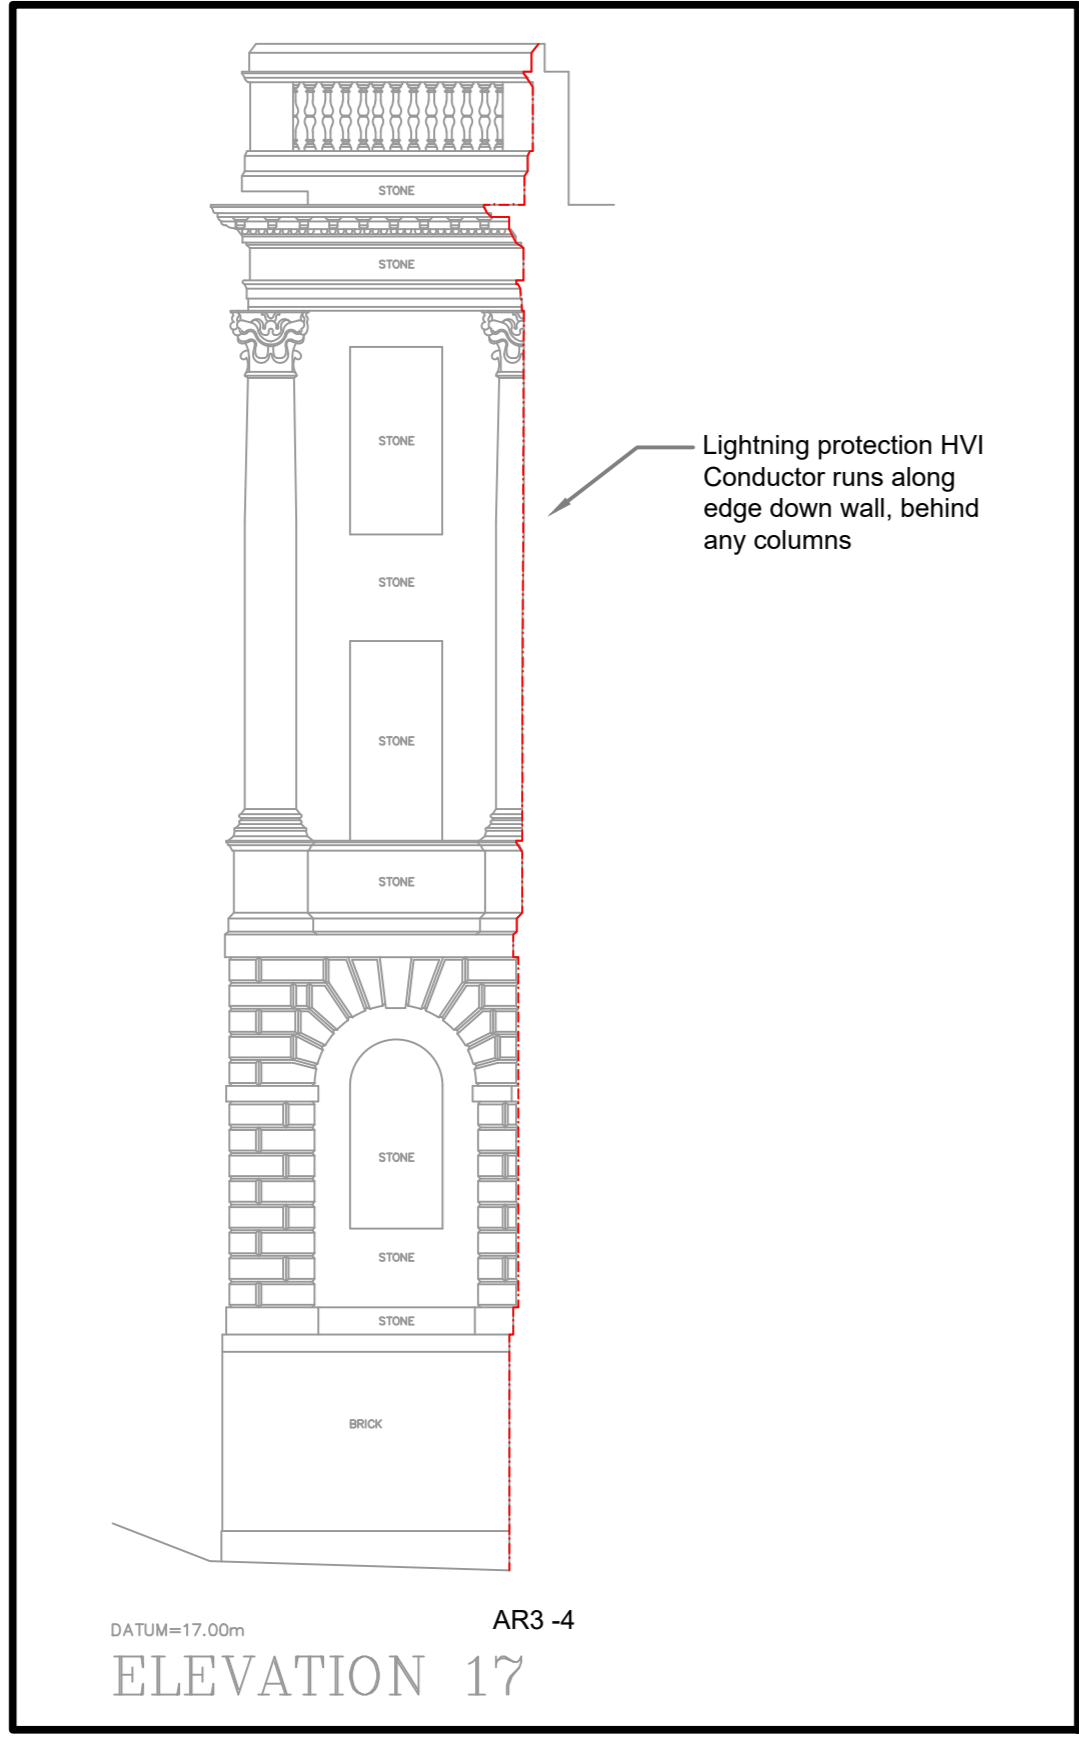 STONE
STONE
STONE
Lightning protection HVI
Conductor runs along
edge down wall, behind
any columns
STONE
STONE
STONE
STONE
STONE
STONE
BRICK
AR3 -4
DATUM=17.00m
ELEVATION 17